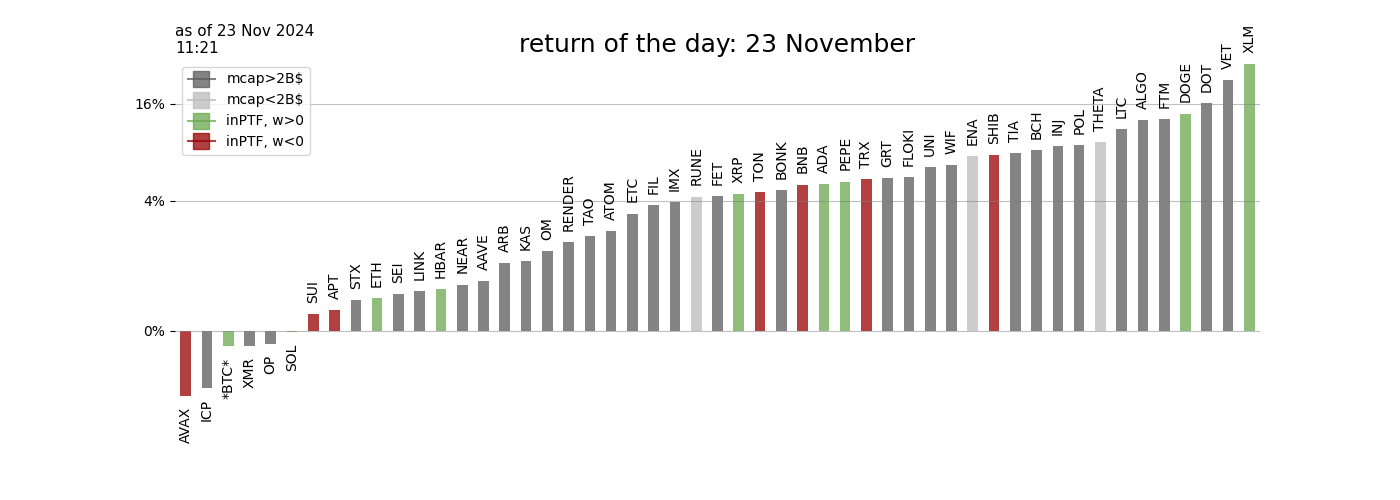 as of 23 Nov 2024
11:21
return of the day: 23 November
mcap>2B$
mcap<2B$
inPTF, w>0
inPTF, w<0
16%
4%
0%
AVAX
ICP
*BTC*
XMR
OP
SOL
SUI
APT
STX
ETH
SEI
LINK
HBAR
NEAR
AAVE
ARB
KAS
OM
RENDER
TAO
ATOM
ETC
FIL
IMX
RUNE
FET
XRP
TON
BONK
BNB
ADA
PEPE
TRX
GRT
FLOKI
UNI
WIF
ENA
SHIB
TIA
BCH
INJ
POL
THETA
LTC
ALGO
FTM
DOGE
DOT
VET
XLM